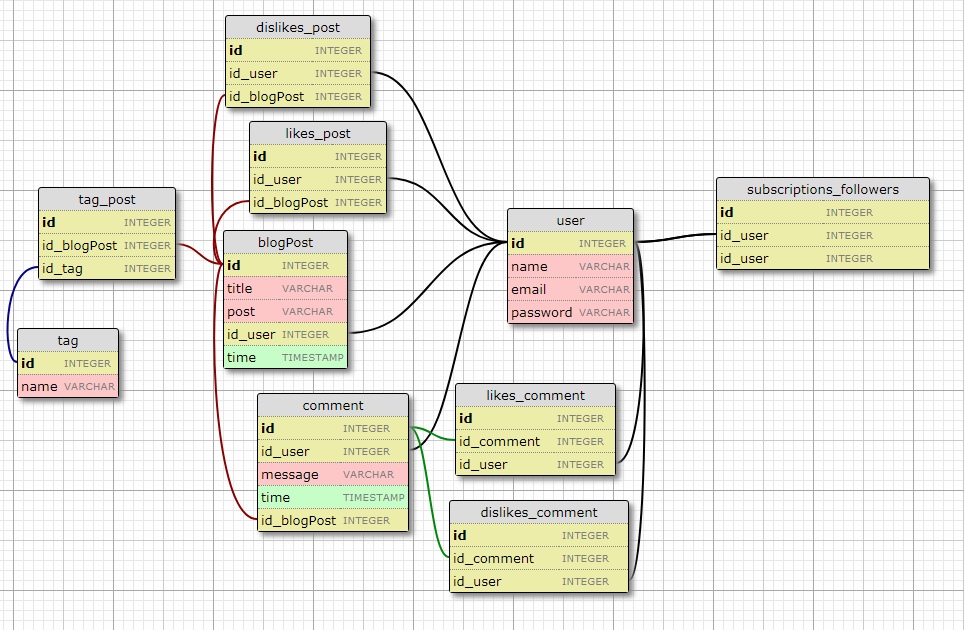 dislikes_post
id INTEGER
id_user INTEGER
id_blogPost INTEGER
likes_post
id INTEGER
id_user INTEGER
id_blogPost INTEGER
tag_post
id INTEGER
id_blogPost INTEGER
id_tag INTEGER
tag
id INTEGER
name VARCHAR
blogPost
id INTEGER
title VARCHAR
post VARCHAR
id_user INTEGER
time TIMESTAMP
user
id INTEGER
name VARCHAR
email VARCHAR
password VARCHAR
subscriptions_followers
id INTEGER
id_user INTEGER
id_user INTEGER
comment
id INTEGER
id_user INTEGER
message VARCHAR
time TIMESTAMP
id_blogPost INTEGER
likes_comment
id INTEGER
id_comment INTEGER
id_user INTEGER
dislikes_comment
id INTEGER
id_comment INTEGER
id_user INTEGER